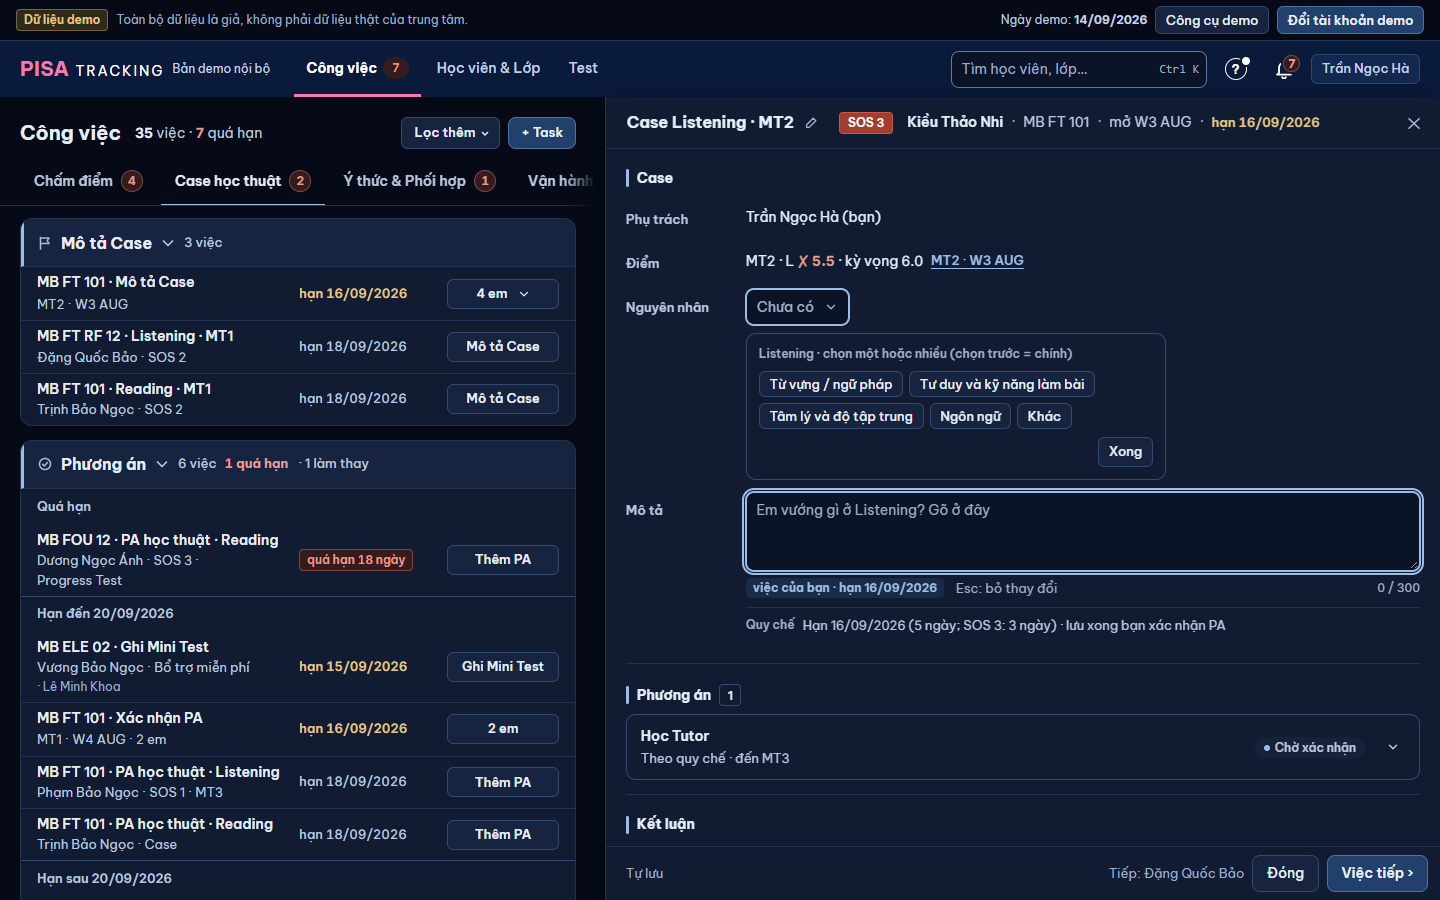 Dữ liệu demo Toàn bộ dữ liệu là giả, không phải dữ liệu thật của trung tâm.
Ngày demo: 14/09/2026 Công cụ demo Đổi tài khoản demo
PISA TRACKING Bản demo nội bộ Công việc 7 Học viên & Lớp Test
Tìm học viên, lớp... Ctrl K ? 7 Trần Ngọc Hà
Công việc 35 việc · 7 quá hạn Lọc thêm + Task
Chấm điểm 4 Case học thuật 2 Ý thức & Phối hợp 1 Vận hành
Mô tả Case 3 việc
MB FT 101 · Mô tả Case
MT2 · W3 AUG
hạn 16/09/2026 4 em
MB FT RF 12 · Listening · MT1
Đặng Quốc Bảo · SOS 2
hạn 18/09/2026 Mô tả Case
MB FT 101 · Reading · MT1
Trịnh Bảo Ngọc · SOS 2
hạn 18/09/2026 Mô tả Case
Phương án 6 việc 1 quá hạn · 1 làm thay
Quá hạn
MB FOU 12 · PA học thuật · Reading
Dương Ngọc Ánh · SOS 3 ·
Progress Test
quá hạn 18 ngày Thêm PA
Hạn đến 20/09/2026
MB ELE 02 · Ghi Mini Test
Vương Bảo Ngọc · Bổ trợ miễn phí
· Lê Minh Khoa
hạn 15/09/2026 Ghi Mini Test
MB FT 101 · Xác nhận PA
MT1 · W4 AUG · 2 em
hạn 16/09/2026 2 em
MB FT 101 · PA học thuật · Listening
Phạm Bảo Ngọc · SOS 1 · MT3
hạn 18/09/2026 Thêm PA
MB FT 101 · PA học thuật · Reading
Trịnh Bảo Ngọc · Case
hạn 18/09/2026 Thêm PA
Hạn sau 20/09/2026
Case Listening · MT2 SOS 3 Kiều Thảo Nhi · MB FT 101 · mở W3 AUG · hạn 16/09/2026
Case
Phụ trách Trần Ngọc Hà (bạn)
Điểm MT2 · L ✗ 5.5 · kỳ vọng 6.0 MT2 · W3 AUG
Nguyên nhân Chưa có
Listening · chọn một hoặc nhiều (chọn trước = chính)
Từ vựng / ngữ pháp Tư duy và kỹ năng làm bài
Tâm lý và độ tập trung Ngôn ngữ Khác
Xong
Mô tả Em vướng gì ở Listening? Gõ ở đây
việc của bạn · hạn 16/09/2026 Esc: bỏ thay đổi 0 / 300
Quy chế Hạn 16/09/2026 (5 ngày; SOS 3: 3 ngày) · lưu xong bạn xác nhận PA
Phương án 1
Học Tutor
Theo quy chế · đến MT3
Chờ xác nhận
Kết luận
Tự lưu Tiếp: Đặng Quốc Bảo Đóng Việc tiếp ›